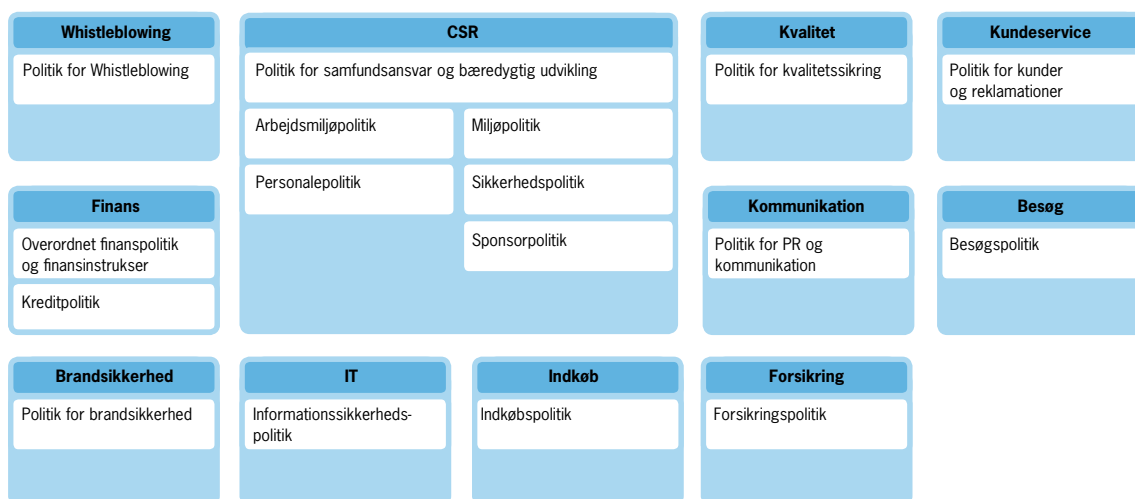 Whistleblowing
Politik for Whistleblowing
CSR
Politik for samfundsansvar og bæredygtig udvikling
Arbejdsmiljøpolitik
Miljøpolitik
Personalepolitik
Sikkerhedspolitik
Sponsorpolitik
Kvalitet
Politik for kvalitetssikring
Kundeservice
Politik for kunder
og reklamationer
Finans
Overordnet finanspolitik
og finansinstrukser
Kreditpolitik
Kommunikation
Politik for PR og
kommunikation
Besøg
Besøgspolitik
Brandsikkerhed
Politik for brandsikkerhed
IT
Informationssikkerheds-
politik
Indkøb
Indkøbspolitik
Forsikring
Forsikringspolitik